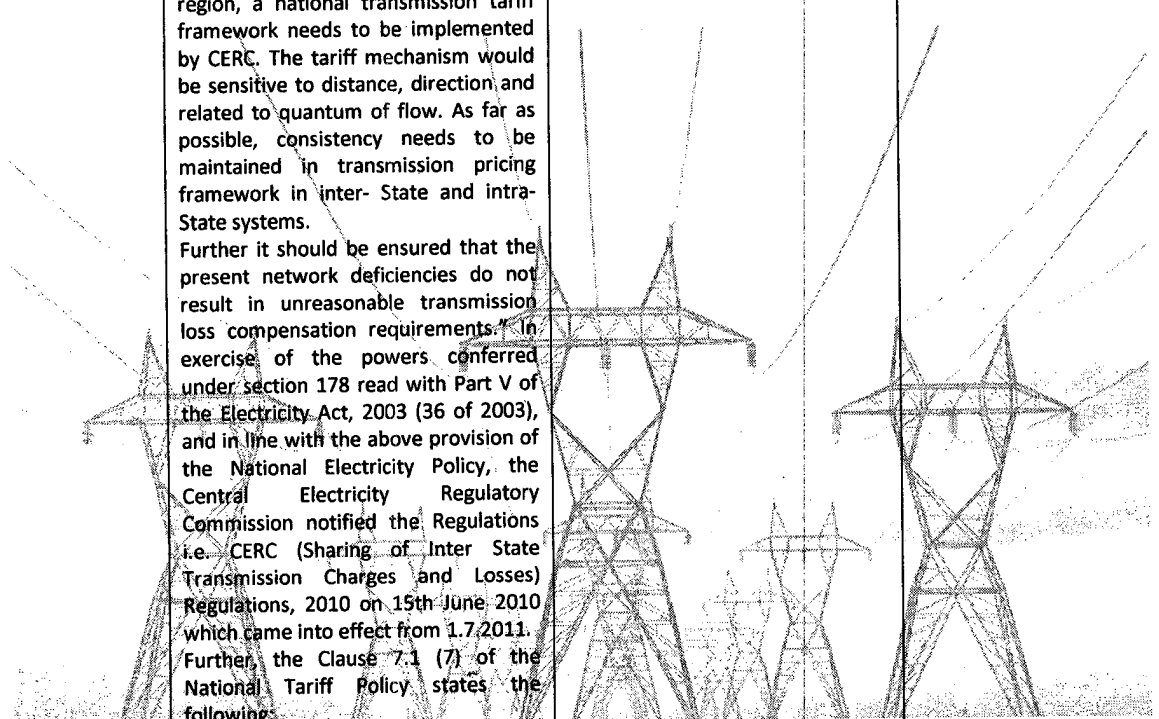 region, a national transmission tariff
framework needs to be implemented
by CERC. The tariff mechanism would
be sensitive to distance, direction and
related to quantum of flow. As far as
possible, consistency needs to be
maintained in transmission pricing
framework in inter- State and intra-
State systems.
Further it should be ensured that the
present network deficiencies do not
result in unreasonable transmission
loss compensation requirements." In
exercise of the powers conferred
under section 178 read with Part V of
the Electricity Act, 2003 (36 of 2003),
and in line with the above provision of
the National Electricity Policy, the
Central Electricity Regulatory
Commission notified the Regulations
i.e. CERC (Sharing of Inter State
Transmission Charges and Losses)
Regulations, 2010 on 15th June 2010
which came into effect from 1.7.2011.
Further, the Clause 7.1 (7) of the
National Tariff Policy states the
following: